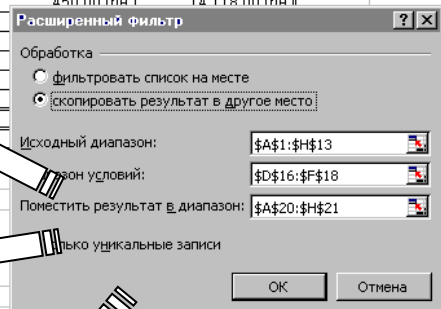 Расширенный фильтр
Обработка
фильтровать список на месте
скопировать результат в другое место
Исходный диапазон: $A$1:$H$13
условий: $D$16:$F$18
Поместить результат в диапазон: $A$20:$H$21
уникальные записи
ОК Отмена